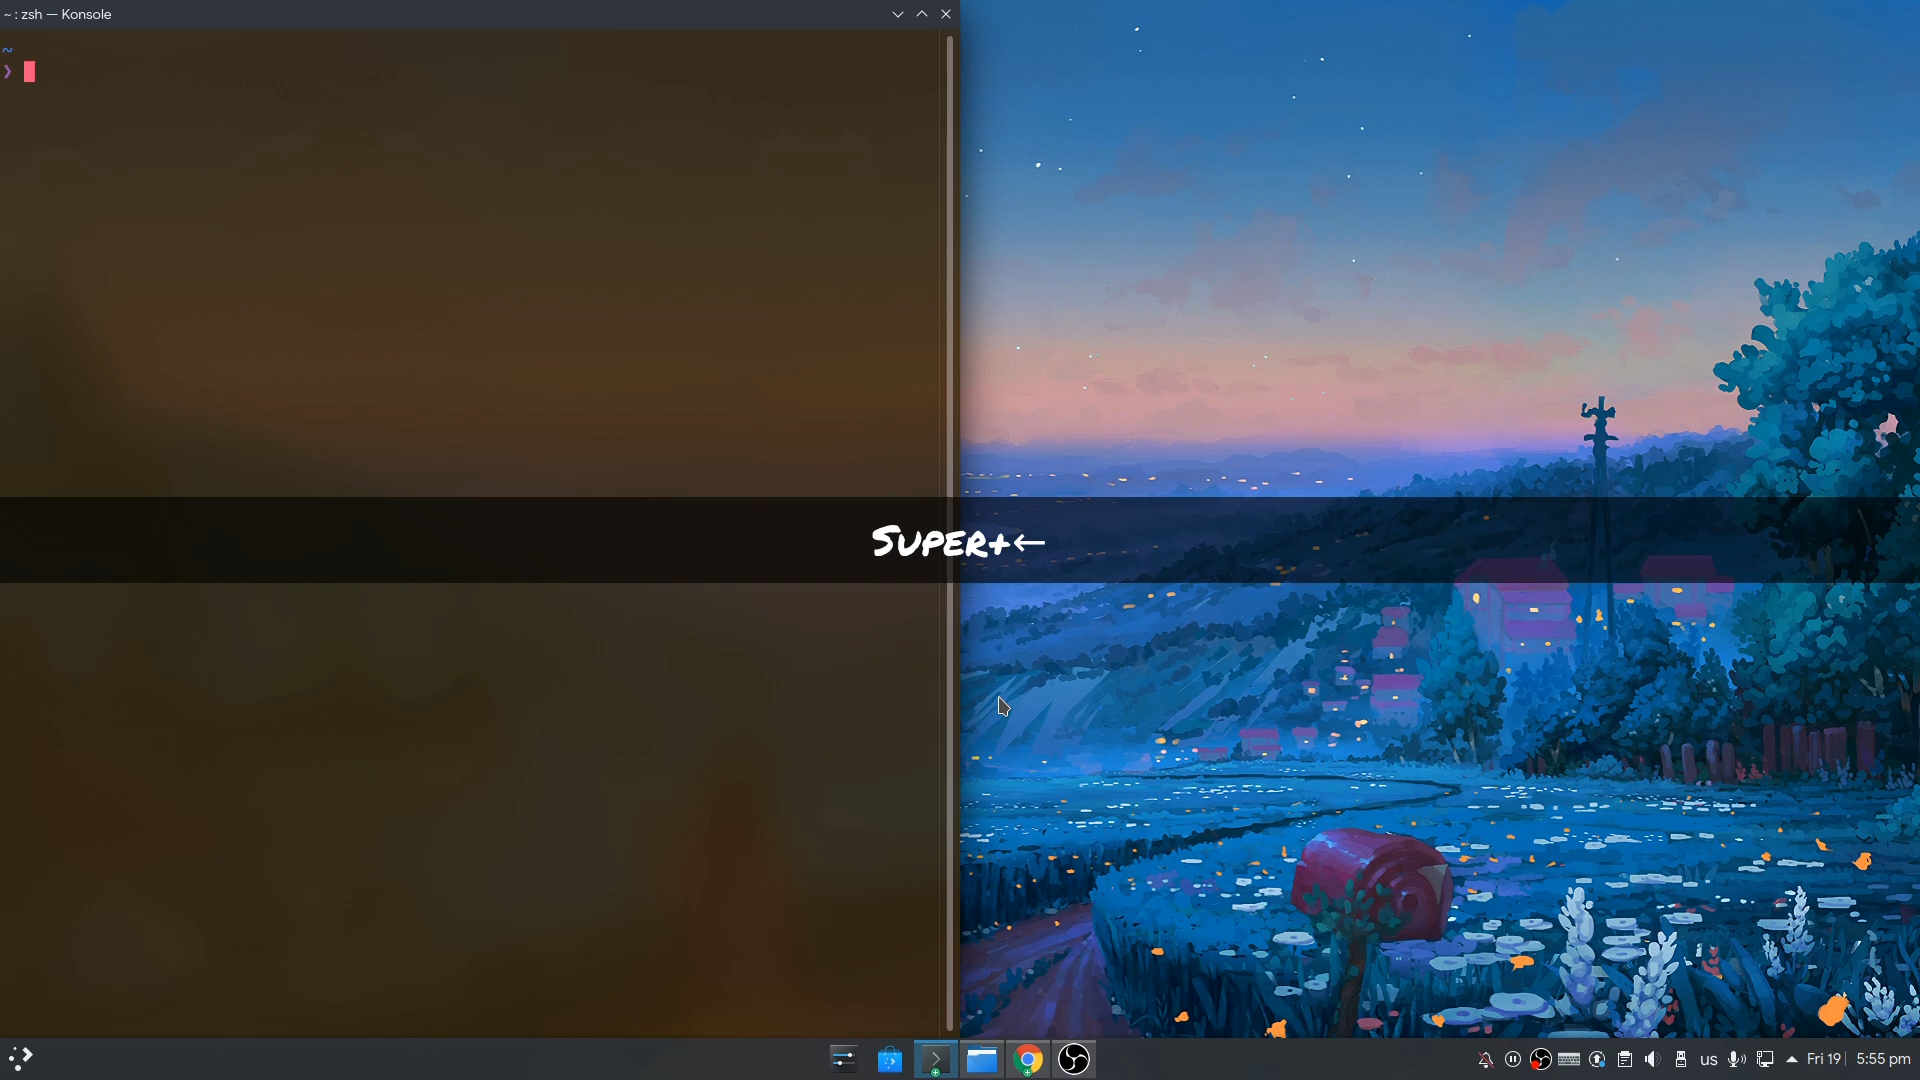 ~ : zsh — Konsole
~
❯
Super+←
us
Fri 19
5:55 pm